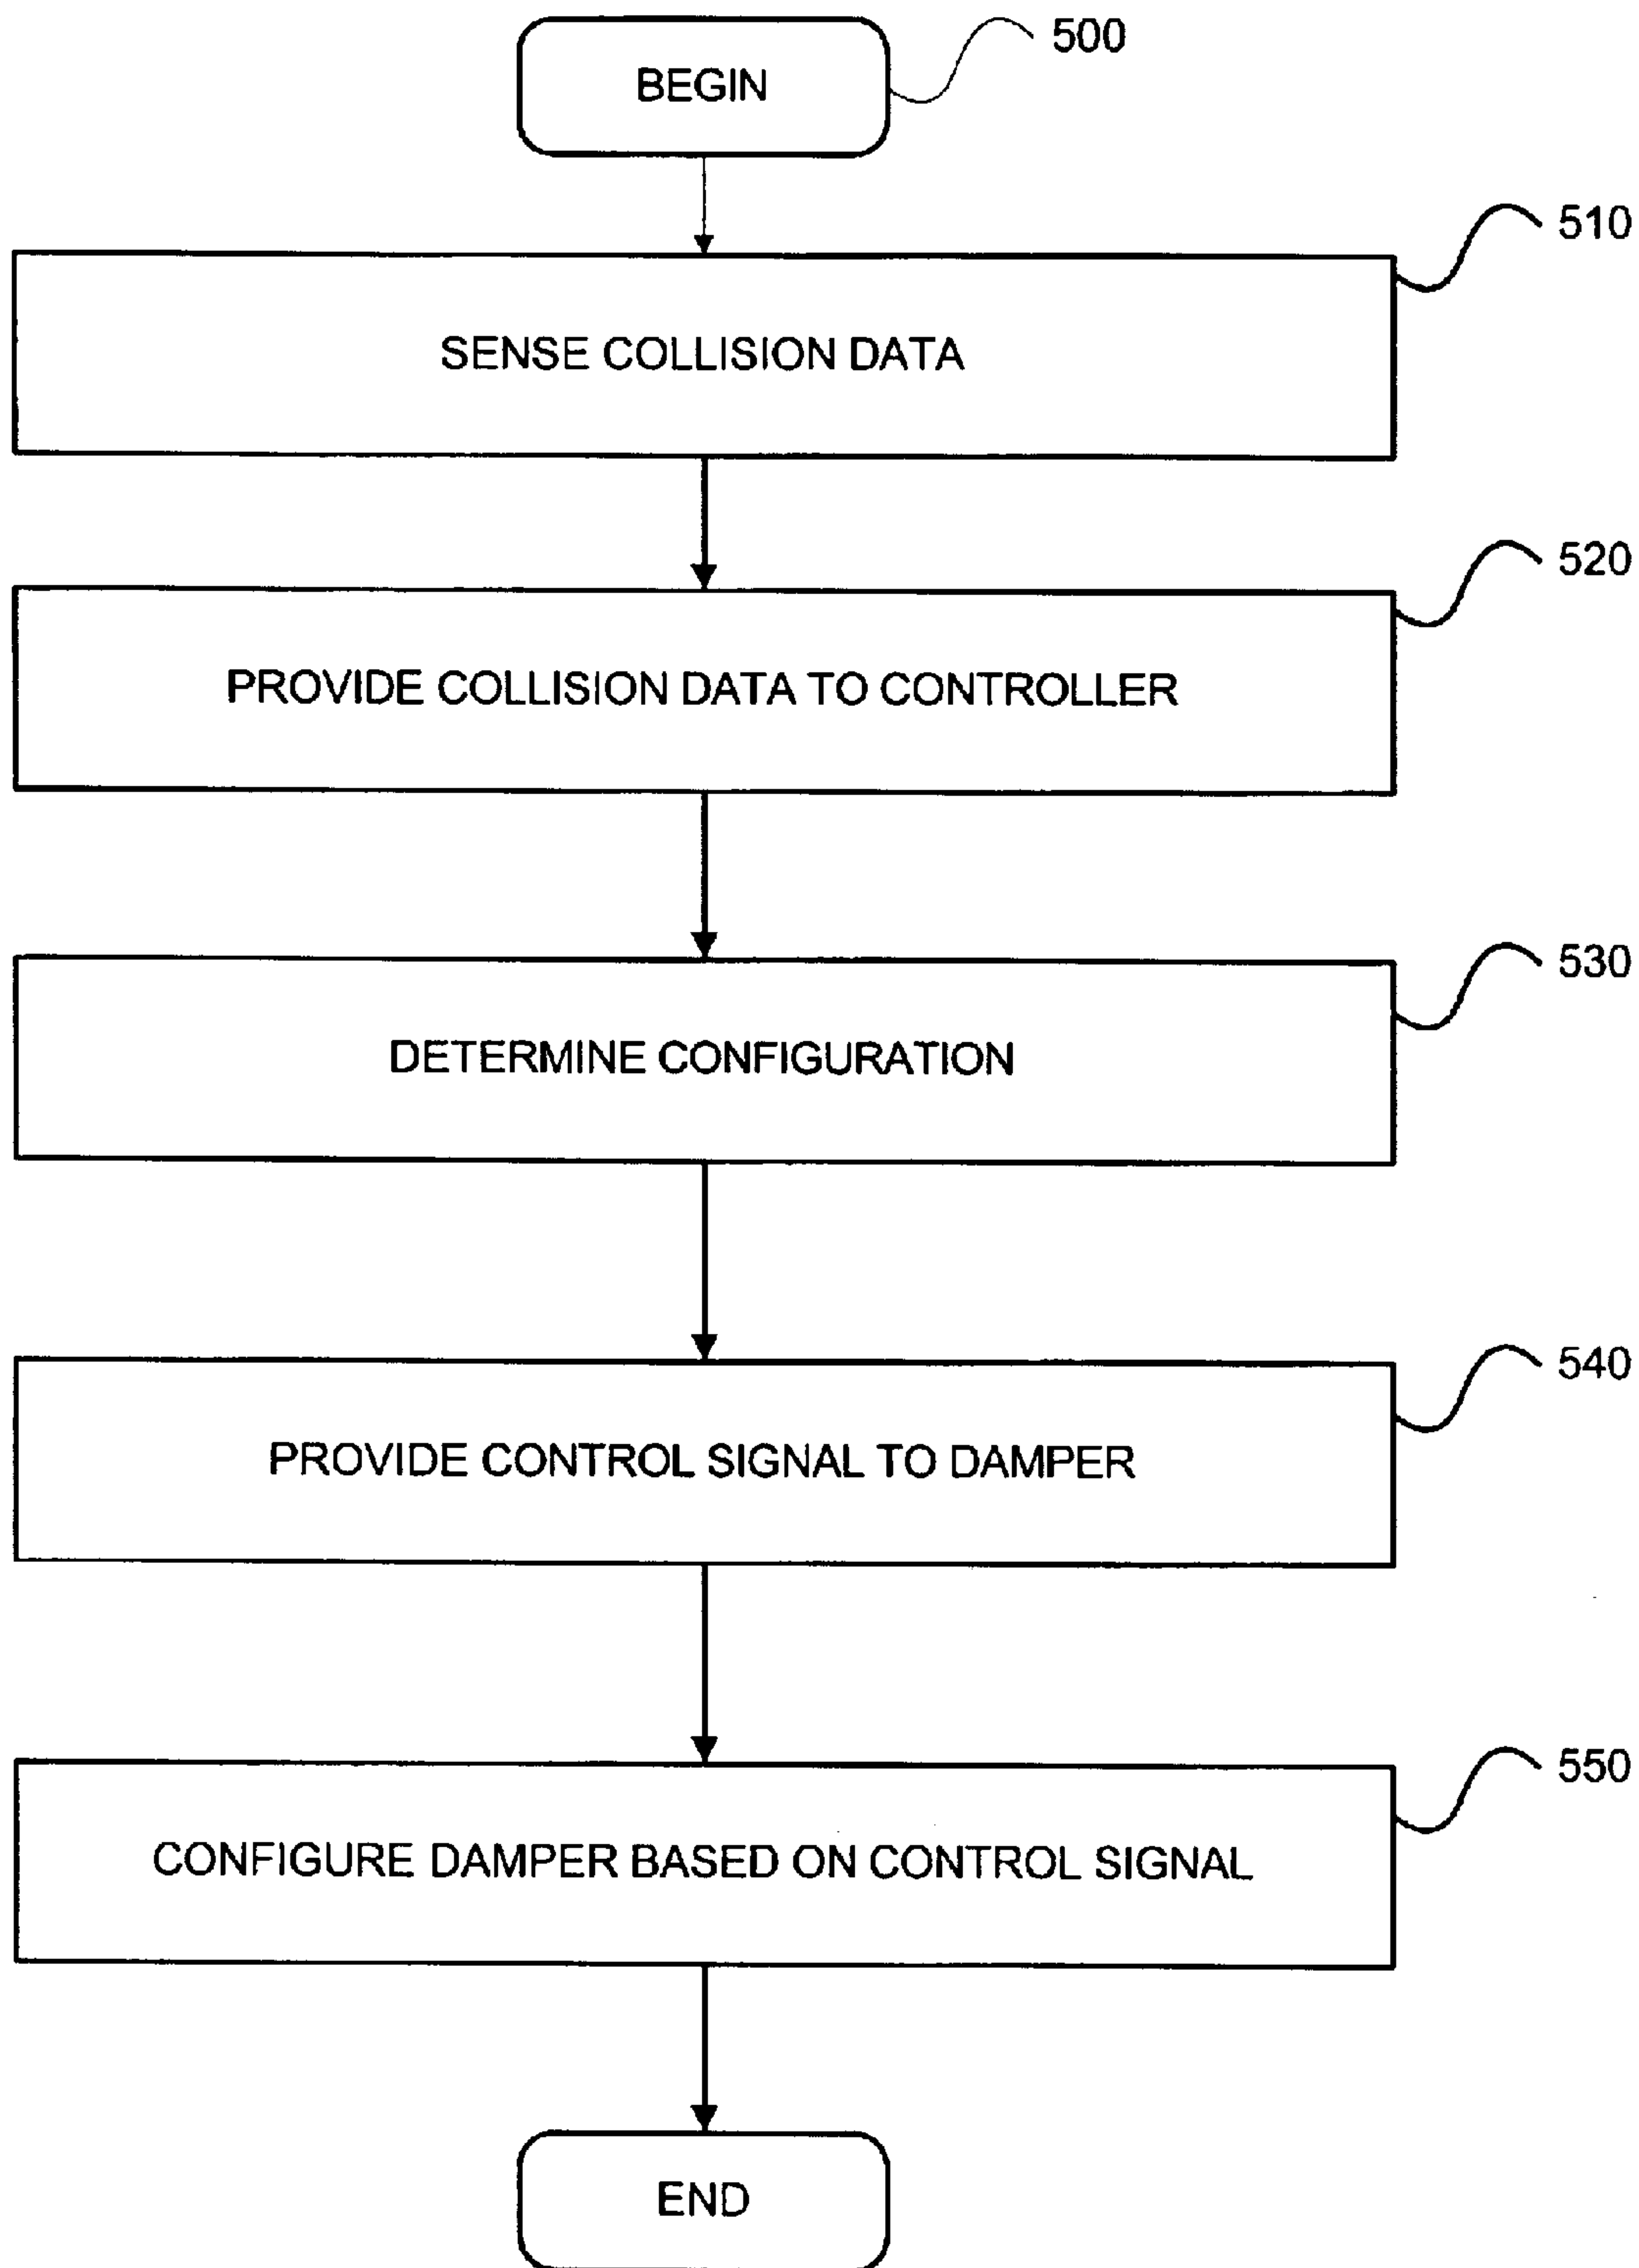 BEGIN
500
510
SENSE COLLISION DATA
520
PROVIDE COLLISION DATA TO CONTROLLER
530
DETERMINE CONFIGURATION
540
PROVIDE CONTROL SIGNAL TO DAMPER
550
CONFIGURE DAMPER BASED ON CONTROL SIGNAL
END